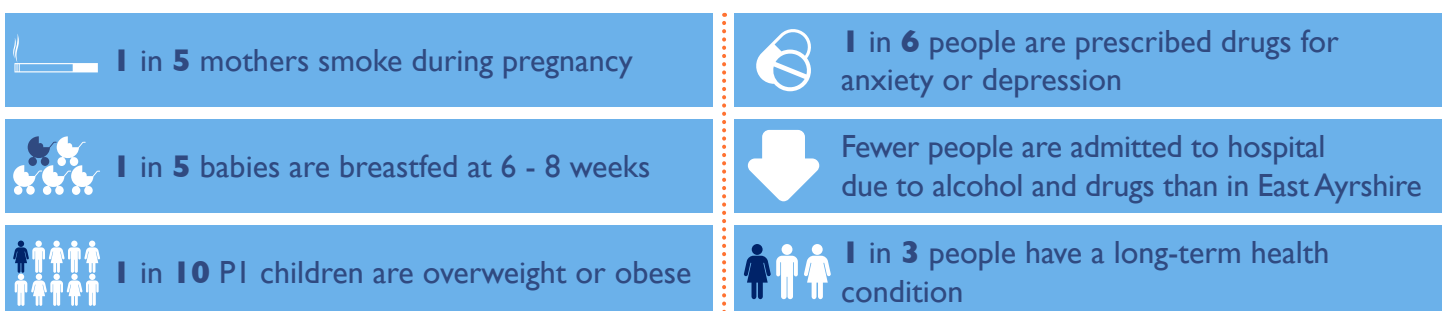 1 in 5 mothers smoke during pregnancy
1 in 5 babies are breastfed at 6 - 8 weeks
1 in 10 P1 children are overweight or obese
1 in 6 people are prescribed drugs for
anxiety or depression
Fewer people are admitted to hospital
due to alcohol and drugs than in East Ayrshire
1 in 3 people have a long-term health
condition